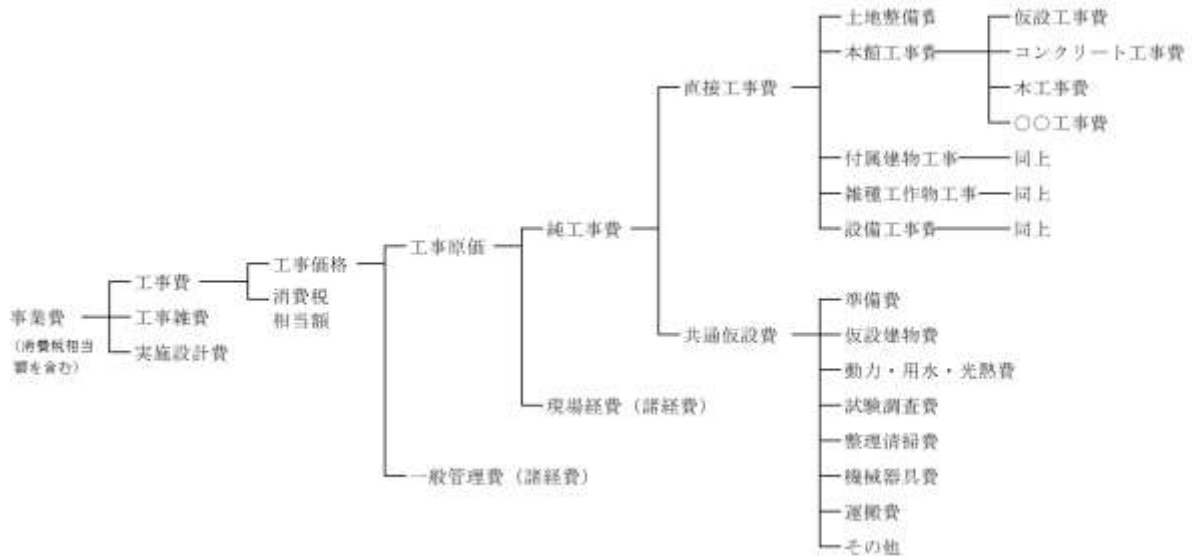 土地整備費
仮設工事費
本館工事費
コンクリート工事費
直接工事費
木工事費
〇〇工事費
付属建物工事
同上
雑種工作物工事
同上
純工事費
設備工事費
同上
工事原価
工事価格
工事費
消費税
相当額
準備費
事業費
工事雑費
(消費税相当
額を含む)
実施設計費
共通仮設費
仮設建物費
動力・用水・光熱費
現場経費（諸経費）
試験調査費
整理清掃費
一般管理費（諸経費）
機械器具費
運搬費
その他